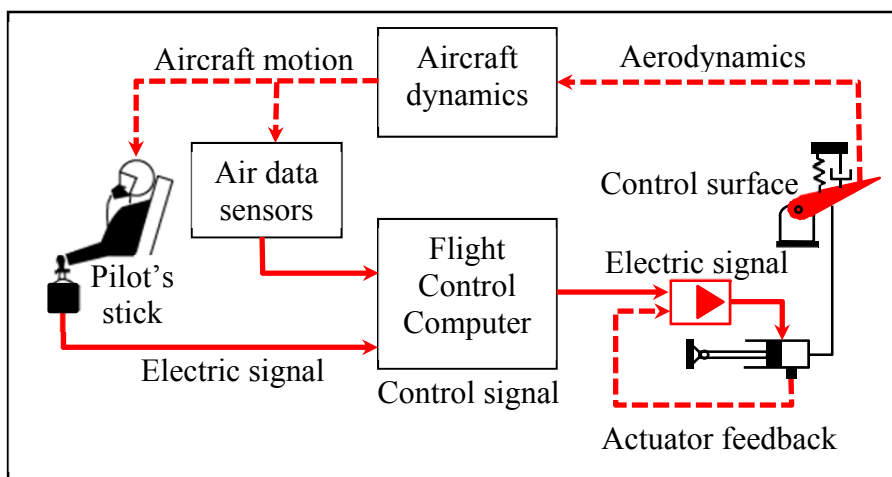 Aircraft motion
Aircraft
dynamics
Aerodynamics
Air data
sensors
Control surface
Pilot's
stick
Flight
Control
Computer
Electric signal
Electric signal
Control signal
Actuator feedback